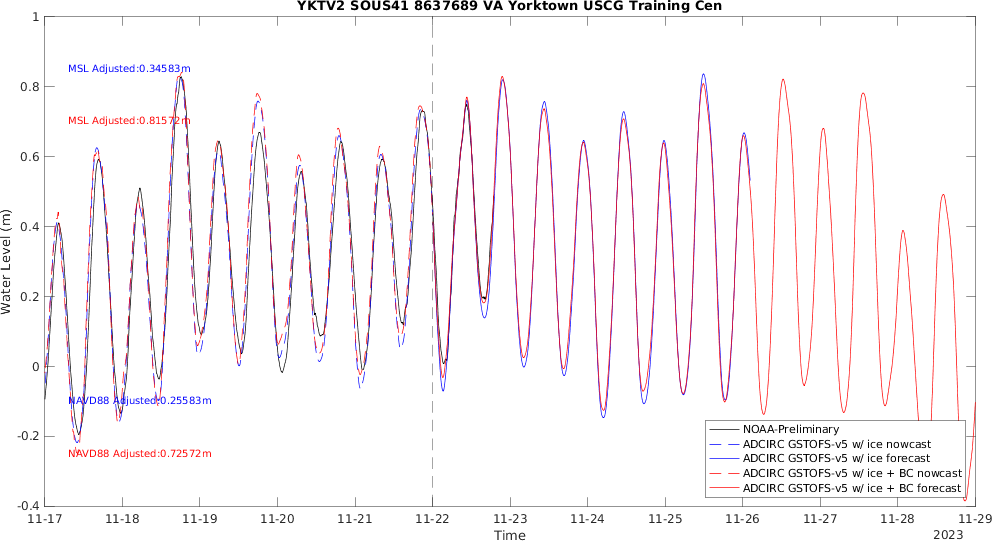 YKTV2 SOUS41 8637689 VA Yorktown USCG Training Cen
1
0.8
0.6
0.4
0.2
0
-0.2
-0.4
Water Level (m)
MSL Adjusted:0.34583m
MSL Adjusted:0.81572m
NAVD88 Adjusted:0.25583m
NAVD88 Adjusted:0.72572m
NOAA-Preliminary
ADCIRC GSTOFS-v5 w/ ice nowcast
ADCIRC GSTOFS-v5 w/ ice forecast
ADCIRC GSTOFS-v5 w/ ice + BC nowcast
ADCIRC GSTOFS-v5 w/ ice + BC forecast
11-17 11-18 11-19 11-20 11-21 11-22 11-23 11-24 11-25 11-26 11-27 11-28 11-29
Time
2023